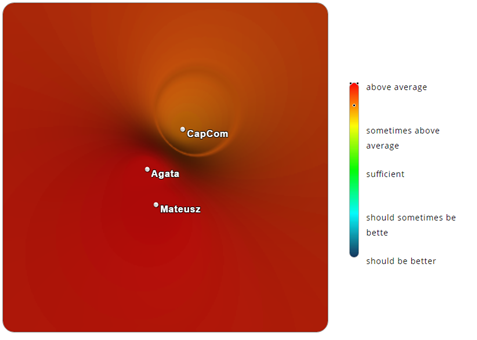 above average
CapCom
sometimes above
average
Agata
sufficient
Mateusz
should sometimes be
bette
should be better